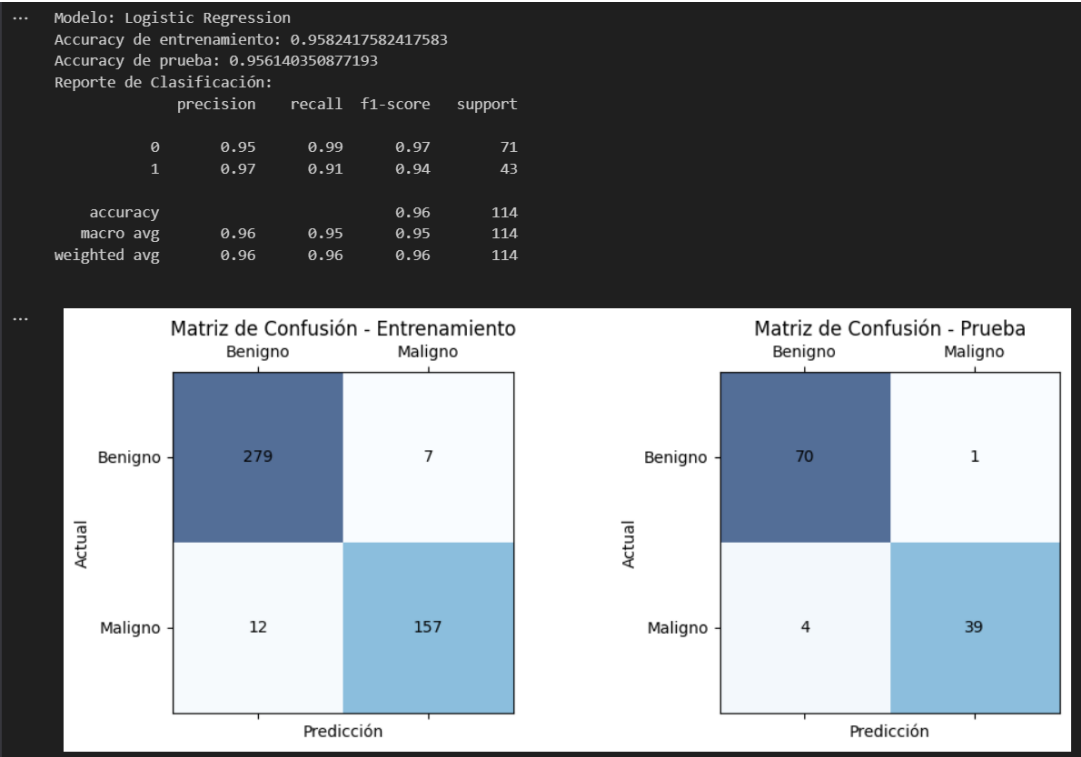 ... Modelo: Logistic Regression
Accuracy de entrenamiento: 0.9582417582417583
Accuracy de prueba: 0.956140350877193
Reporte de Clasificación:
precision recall f1-score support
0 0.95 0.99 0.97 71
1 0.97 0.91 0.94 43
accuracy 0.96 114
macro avg 0.96 0.95 0.95 114
weighted avg 0.96 0.96 0.96 114
...
Matriz de Confusión - Entrenamiento
Benigno Maligno
Benigno 279 7
Actual
Maligno 12 157
Predicción
Matriz de Confusión - Prueba
Benigno Maligno
Benigno 70 1
Actual
Maligno 4 39
Predicción